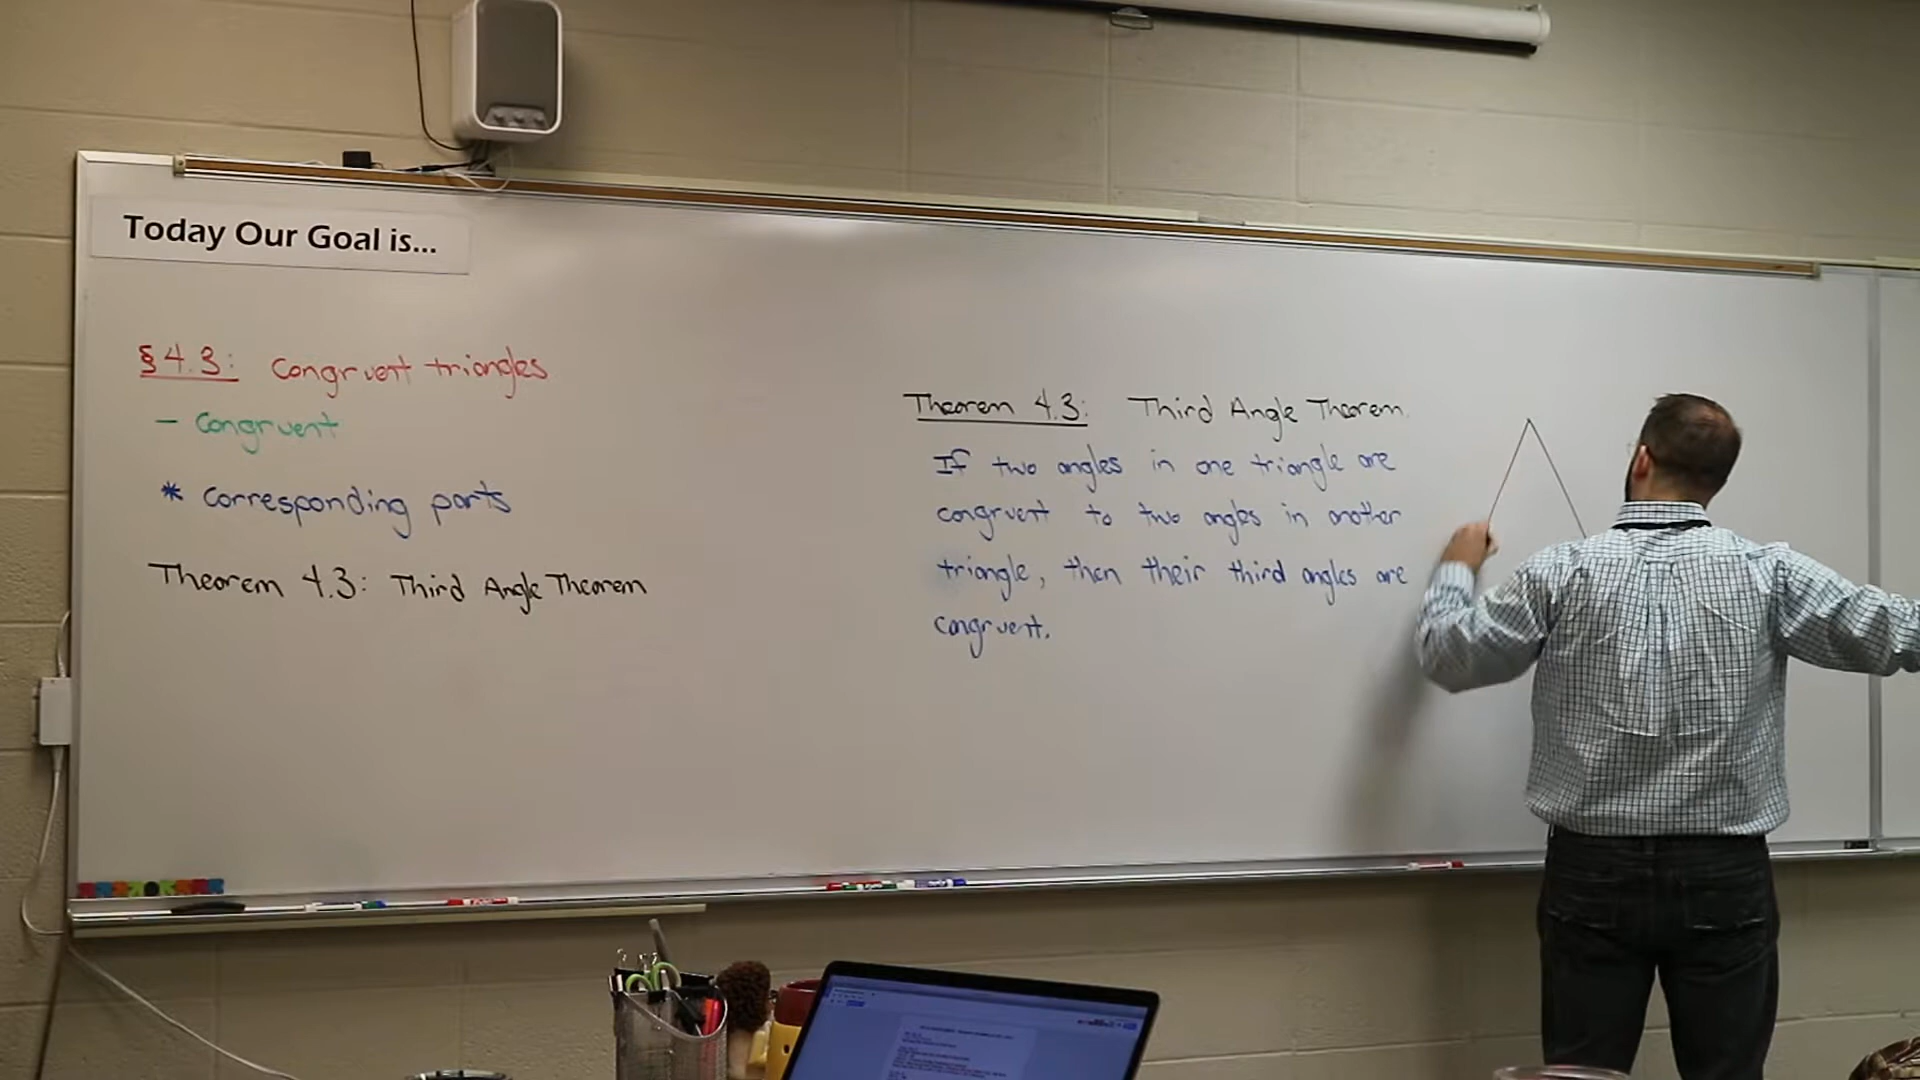 Today Our Goal is...
§4.3: Congruent triangles
- Congruent
* corresponding parts
Theorem 4.3: Third Angle Theorem
Theorem 4.3: Third Angle Theorem.
If two angles in one triangle are
congruent to two angles in another
triangle, then their third angles are
congruent.